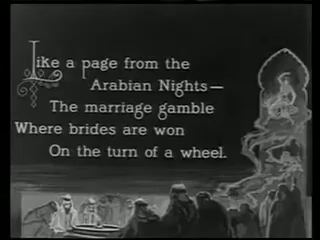 Like a page from the
Arabian Nights—
The marriage gamble
Where brides are won
On the turn of a wheel.